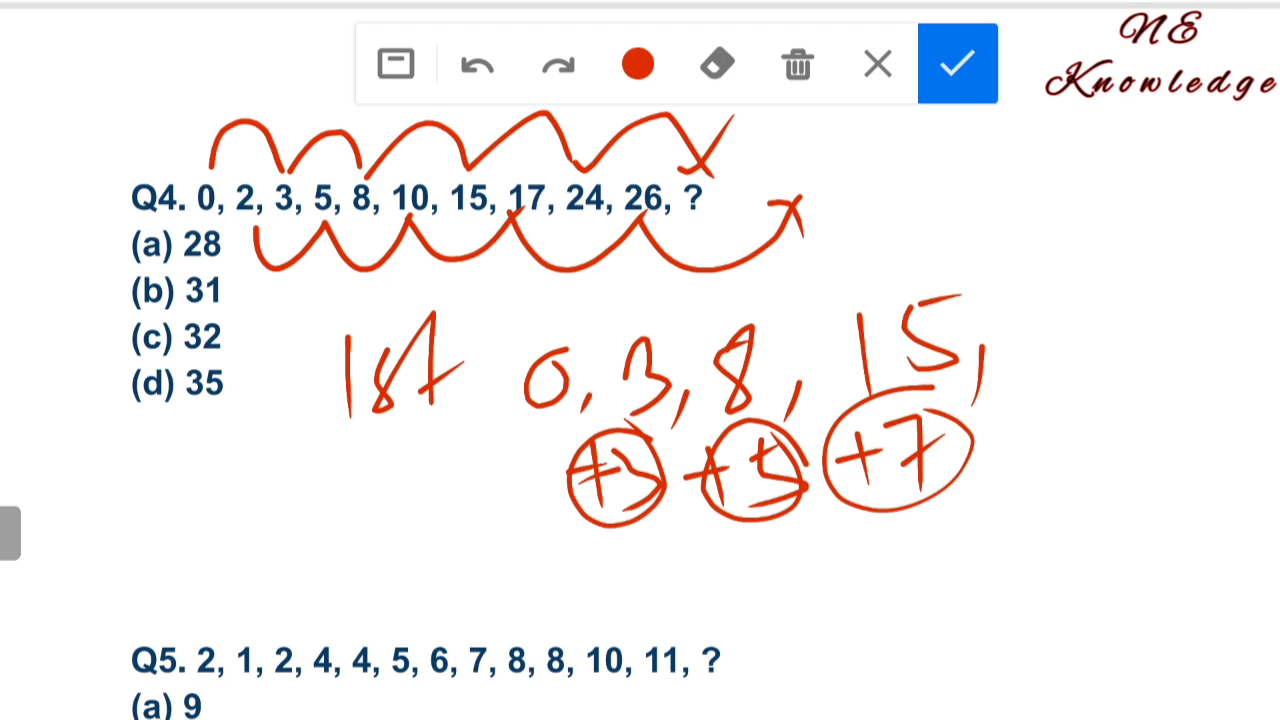 NE
Knowledge
Q4. 0, 2, 3, 5, 8, 10, 15, 17, 24, 26, ?
(a) 28
(b) 31
(c) 32
(d) 35
1st 0, 3, 8, 15,
+3 +5 +7
Q5. 2, 1, 2, 4, 4, 5, 6, 7, 8, 8, 10, 11, ?
(a) 9